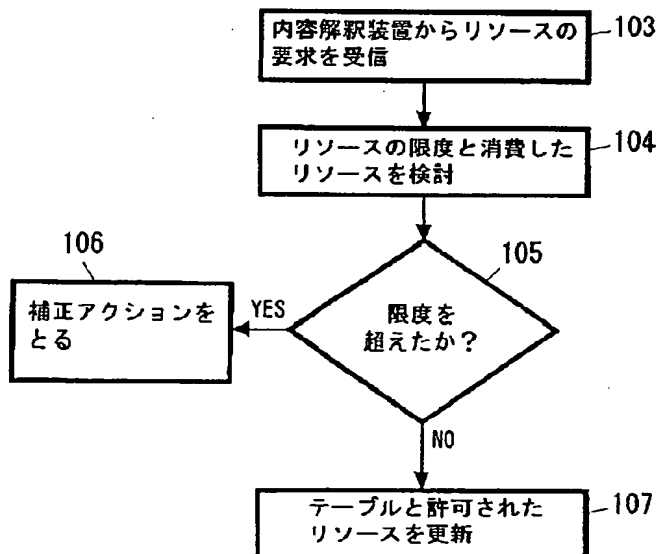 内容解釈装置からリソースの
要求を受信
103
リソースの限度と消費した
リソースを検討
104
105
限度を
超えたか？
YES
106
補正アクションを
とる
NO
テーブルと許可された
リソースを更新
107